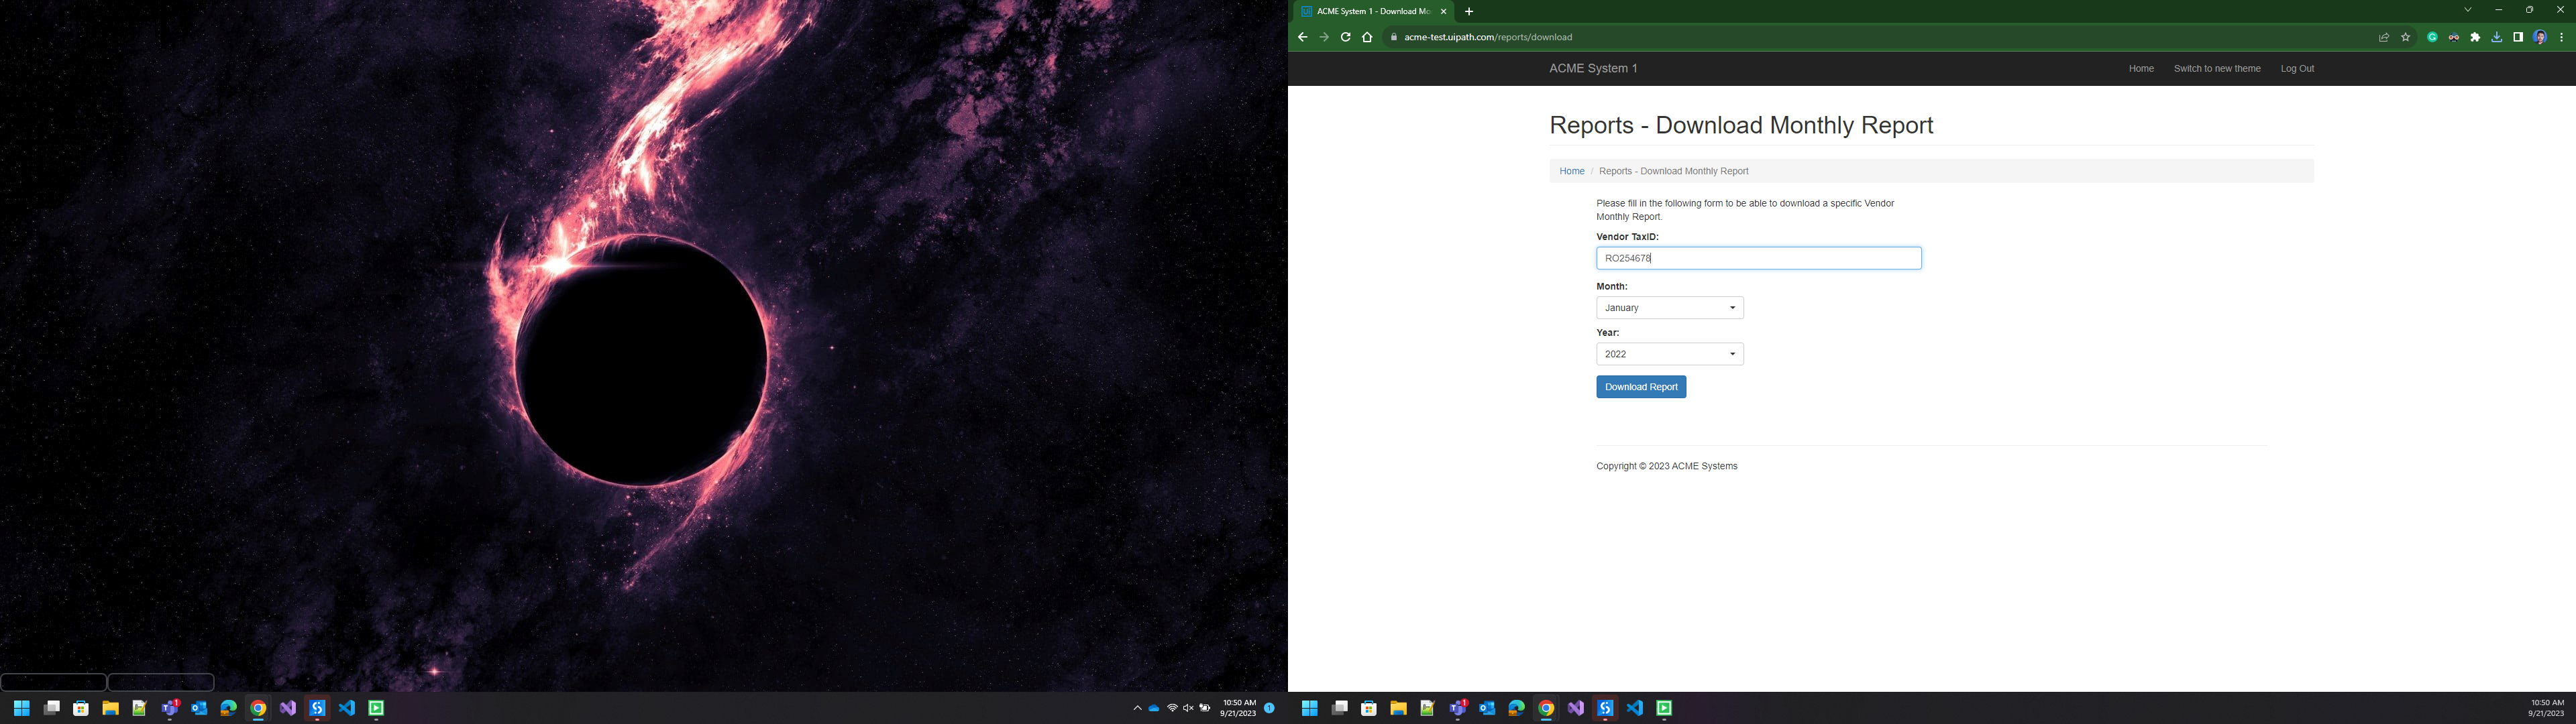 ACME System 1 - Download Mo
acme-test.uipath.com/reports/download
ACME System 1
Home
Switch to new theme
Log Out
Reports - Download Monthly Report
Home / Reports - Download Monthly Report
Please fill in the following form to be able to download a specific Vendor
Monthly Report.
Vendor TaxID:
RO254678
Month:
January
Year:
2022
Download Report
Copyright © 2023 ACME Systems
1
10:50 AM
9/21/2023
1
1
10:50 AM
9/21/2023